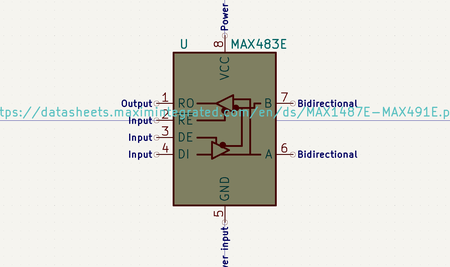 Power
U MAX483E
8
VCC
Output 1 RO B 7 Bidirectional
https://datasheets.maximintegrated.com/en/ds/MAX1487E-MAX491E.p
Input 2 RE
Input 3 DE
Input 4 DI A 6 Bidirectional
GND
5
wer input